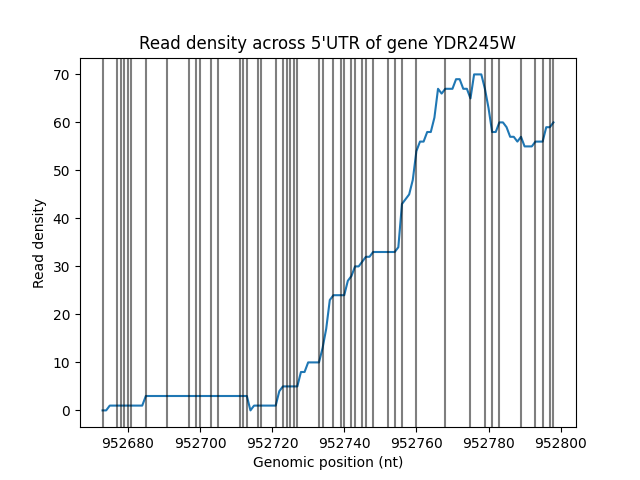 Read density across 5'UTR of gene YDR245W
70
60
50
40
30
20
10
0
Read density
952680 952700 952720 952740 952760 952780 952800
Genomic position (nt)